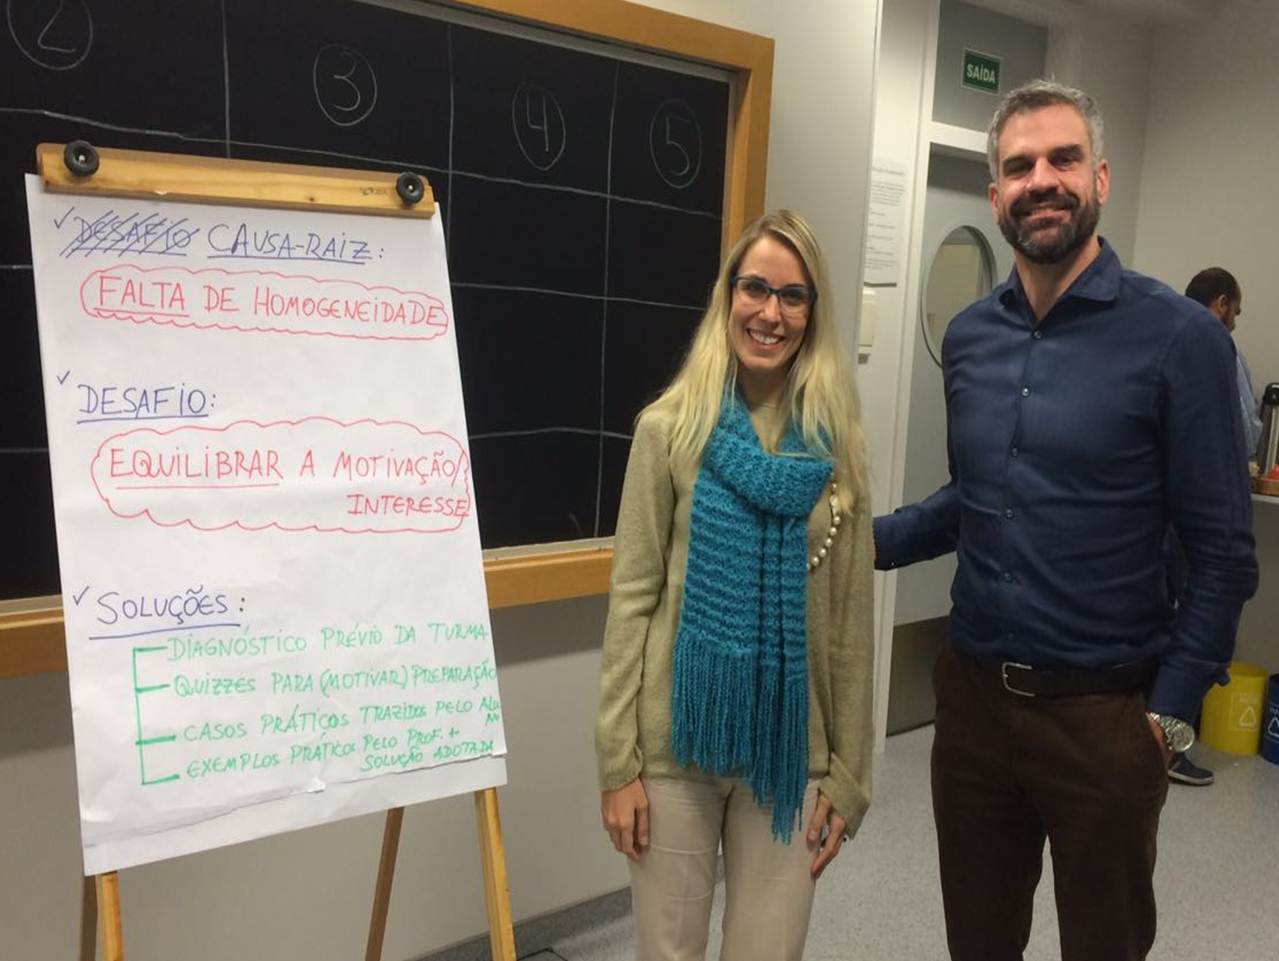 2
3
4
5
SAÍDA
✓ DESAFIO CAUSA-RAIZ:
FALTA DE HOMOGENEIDADE
✓ DESAFIO:
EQUILIBRAR A MOTIVAÇÃO/
INTERESSE
✓ SOLUÇÕES:
DIAGNÓSTICO PRÉVIO DA TURMA
QUIZZES PARA (MOTIVAR) PREPARAÇÃO
CASOS PRÁTICOS TRAZIDOS PELO ALU
NO
EXEMPLOS PRÁTICOS PELO PROF. +
SOLUÇÃO ADOTADA